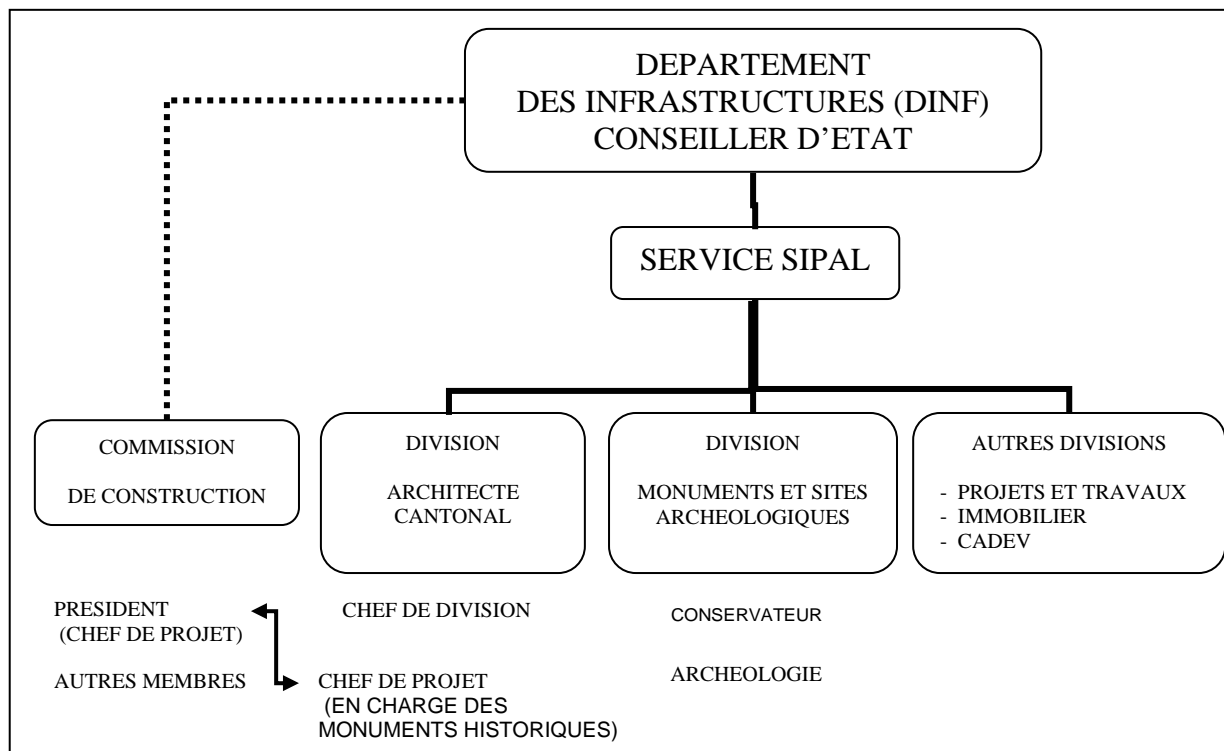 DEPARTEMENT
DES INFRASTRUCTURES (DINF)
CONSEILLER D'ETAT
SERVICE SIPAL
COMMISSION
DE CONSTRUCTION
DIVISION
ARCHITECTE
CANTONAL
DIVISION
MONUMENTS ET SITES
ARCHEOLOGIQUES
AUTRES DIVISIONS
- PROJETS ET TRAVAUX
- IMMOBILIER
- CADEV
PRESIDENT
(CHEF DE PROJET)
AUTRES MEMBRES
CHEF DE DIVISION
CHEF DE PROJET
(EN CHARGE DES
MONUMENTS HISTORIQUES)
CONSERVATEUR
ARCHEOLOGIE